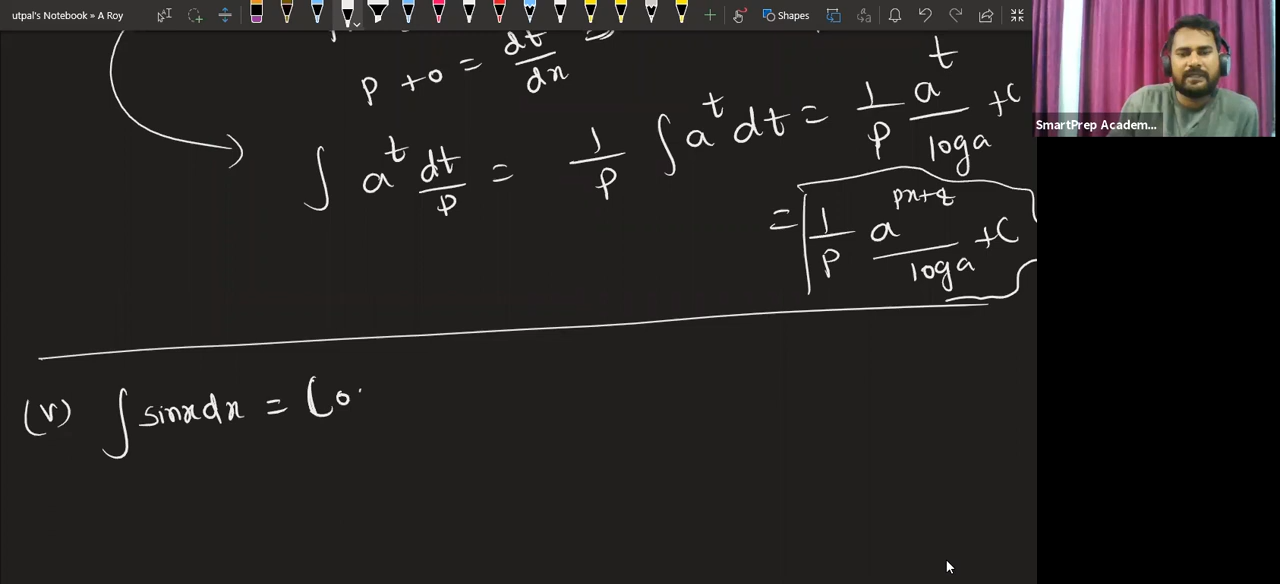 utpal's Notebook » A Roy
Shapes
SmartPrep Academ...
p + 0 = dt/dx =
∫ a^t dt/p = 1/p ∫ a^t dt = 1/p a^t/log a + C
= 1/p a^(px+q)/log a + C
(V) ∫ sinx dx = (o